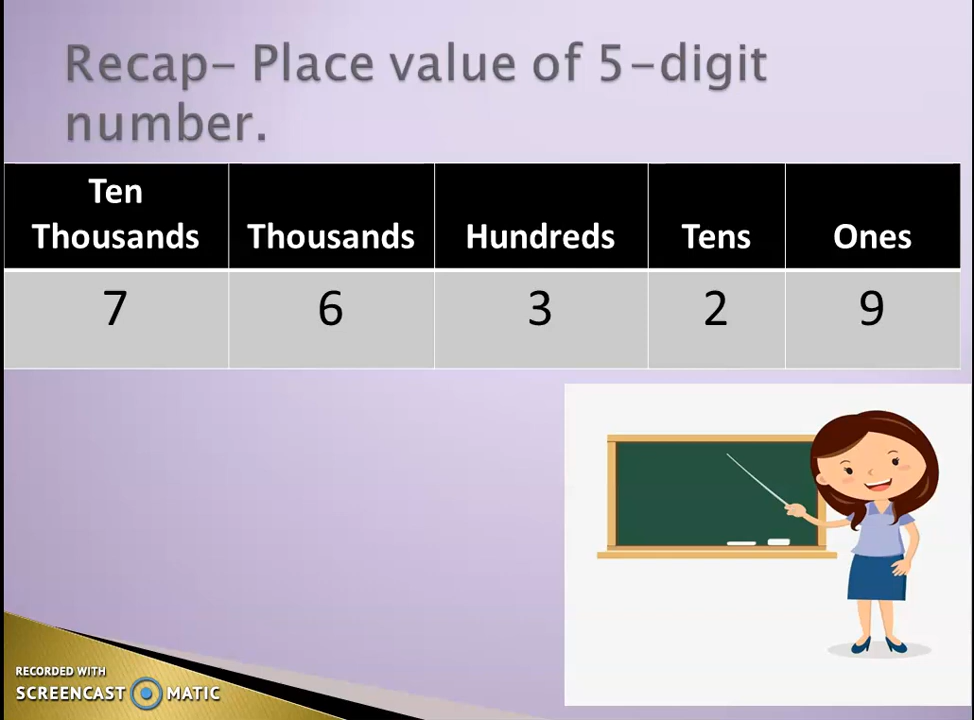 Recap- Place value of 5-digit
number.
Ten
Thousands Thousands Hundreds Tens Ones
7 6 3 2 9
RECORDED WITH
SCREENCAST MATIC